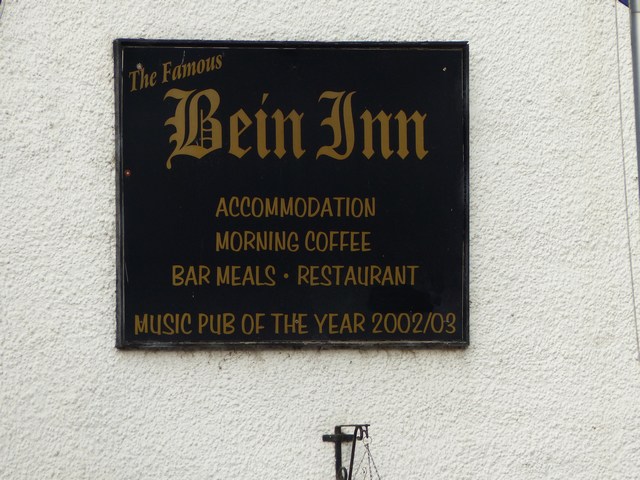 The Famous
Bein Inn
ACCOMMODATION
MORNING COFFEE
BAR MEALS • RESTAURANT
MUSIC PUB OF THE YEAR 2002/03